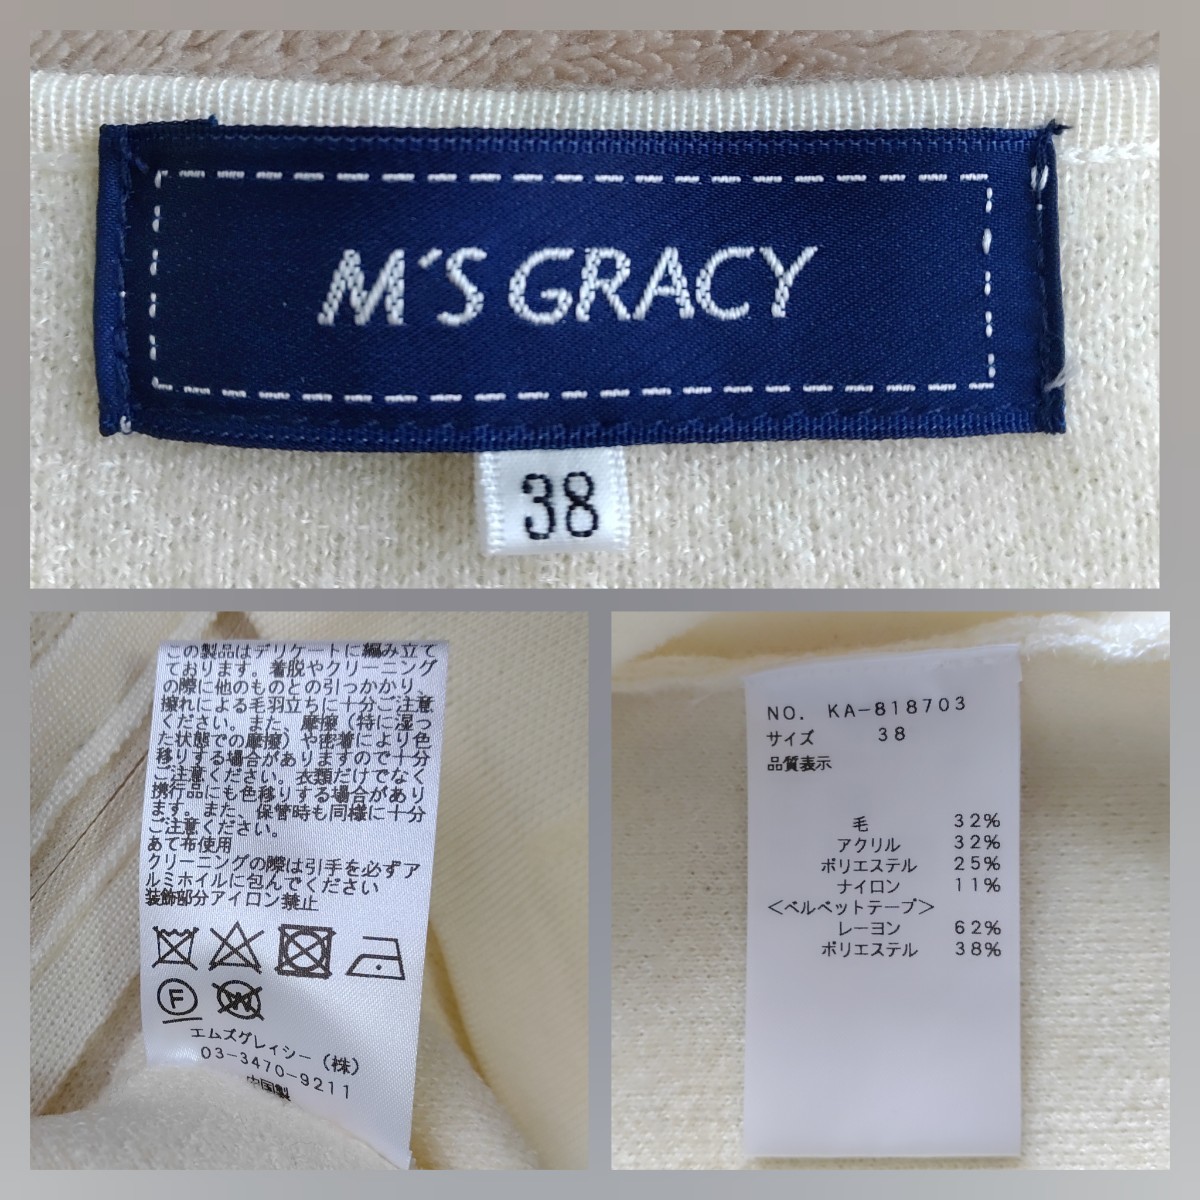 M'S GRACY
38
この製品はデリケートに編み立て
ております。着脱やクリーニング
の際に他のものとの引っかかり、
擦れによる毛羽立ちに十分ご注意
ください。また、摩擦（特に湿っ
た状態での摩擦）や密着により色
移りする場合がありますので十分
ご注意ください。衣類だけでなく
携行品にも色移りする場合があり
ます。また、保管時も同様に十分
ご注意ください。
あて布使用
クリーニングの際は引手を必ずア
ルミホイルに包んでください
装飾部分アイロン禁止
F W
エムズグレイシー（株）
03-3470-9211
中国製
NO. KA-818703
サイズ 38
品質表示
毛 32%
アクリル 32%
ポリエステル 25%
ナイロン 11%
＜ベルベットテープ＞
レーヨン 62%
ポリエステル 38%